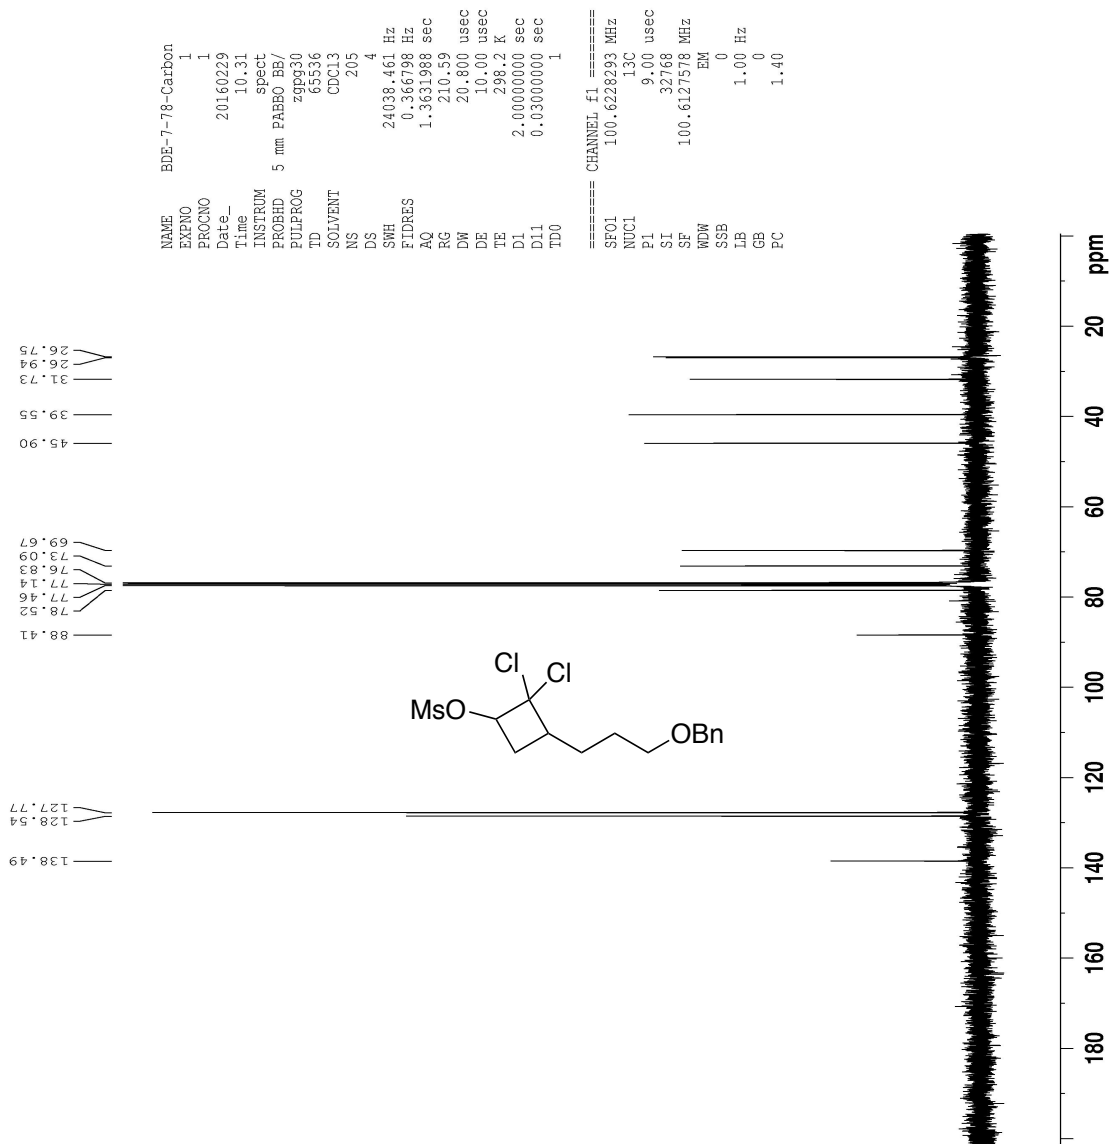 NAME BDE-7-78-Carbon
EXPNO 1
PROCNO 1
Date_ 20160229
Time 10.31
INSTRUM spect
PROBHD 5 mm PABBO BB/
PULPROG zgpg30
TD 65536
SOLVENT CDCl3
NS 205
DS 4
SWH 24038.461 Hz
FIDRES 0.366798 Hz
AQ 1.3631988 sec
RG 210.59
DW 20.800 usec
DE 10.00 usec
TE 298.2 K
D1 2.00000000 sec
D11 0.03000000 sec
TD0 1
======== CHANNEL f1 ========
SFO1 100.6228293 MHz
NUC1 13C
P1 9.00 usec
SI 32768
SF 100.6127578 MHz
WDW EM
SSB 0
LB 1.00 Hz
GB 0
PC 1.40
26.75
26.94
31.73
39.55
45.90
69.67
73.09
76.83
77.14
77.46
78.52
88.41
127.77
128.54
138.49
Cl
Cl
MsO
OBn
ppm
20
40
60
80
100
120
140
160
180